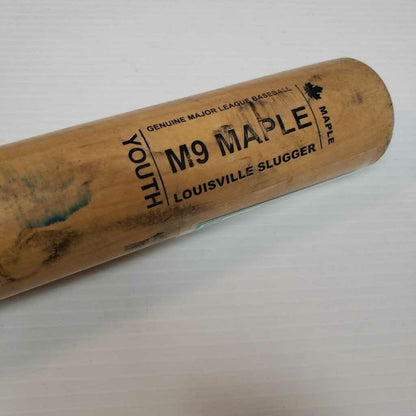 YOUTH
GENUINE MAJOR LEAGUE BASEBALL
M9 MAPLE
LOUISVILLE SLUGGER
MAPLE